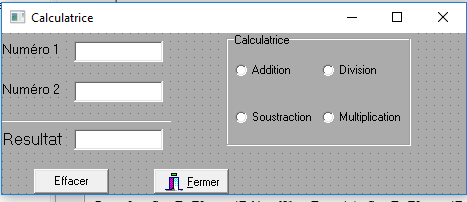 Calculatrice
Numéro 1
Numéro 2
Resultat
Calculatrice
Addition
Division
Soustraction
Multiplication
Effacer
Fermer